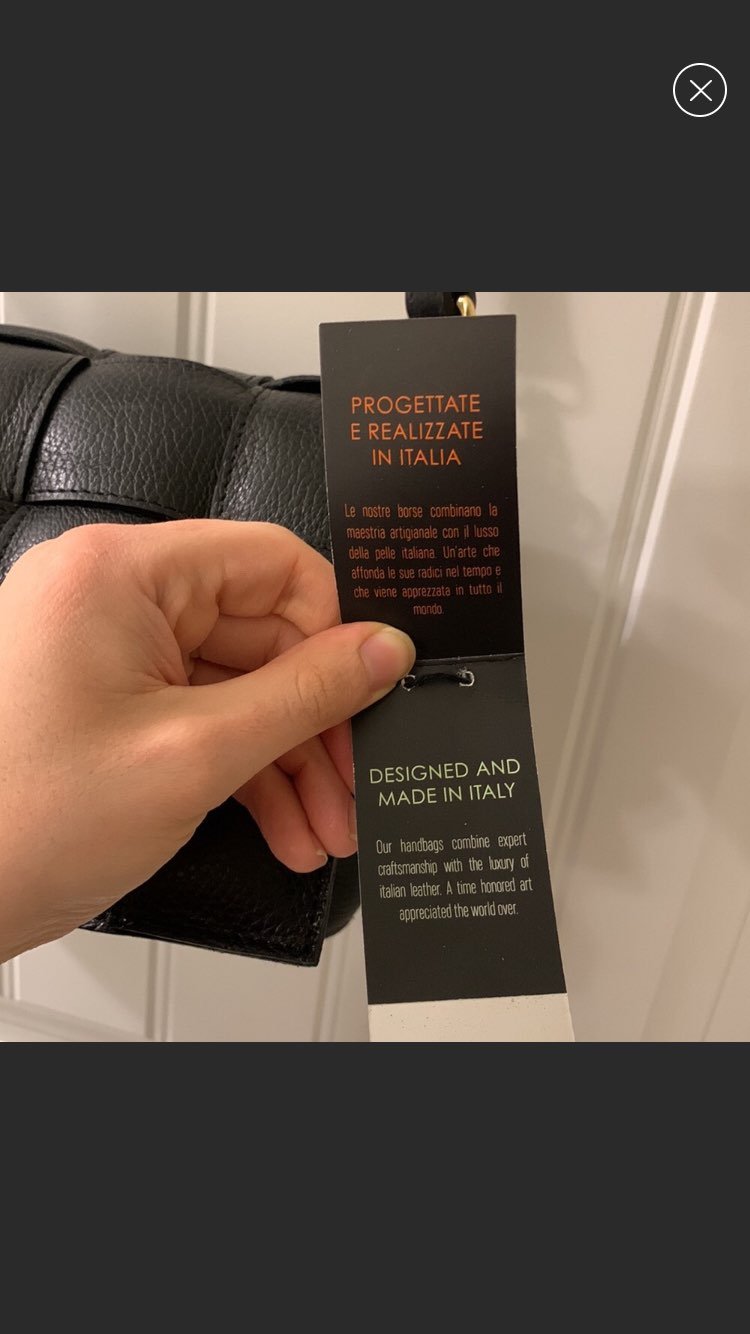 PROGETTATE
E REALIZZATE
IN ITALIA
Le nostre borse combinano la
maestria artigianale con il lusso
della pelle italiana. Un'arte che
affonda le sue radici nel tempo e
che viene apprezzata in tutto il
mondo.
DESIGNED AND
MADE IN ITALY
Our handbags combine expert
craftsmanship with the luxury of
italian leather. A time honored art
appreciated the world over.